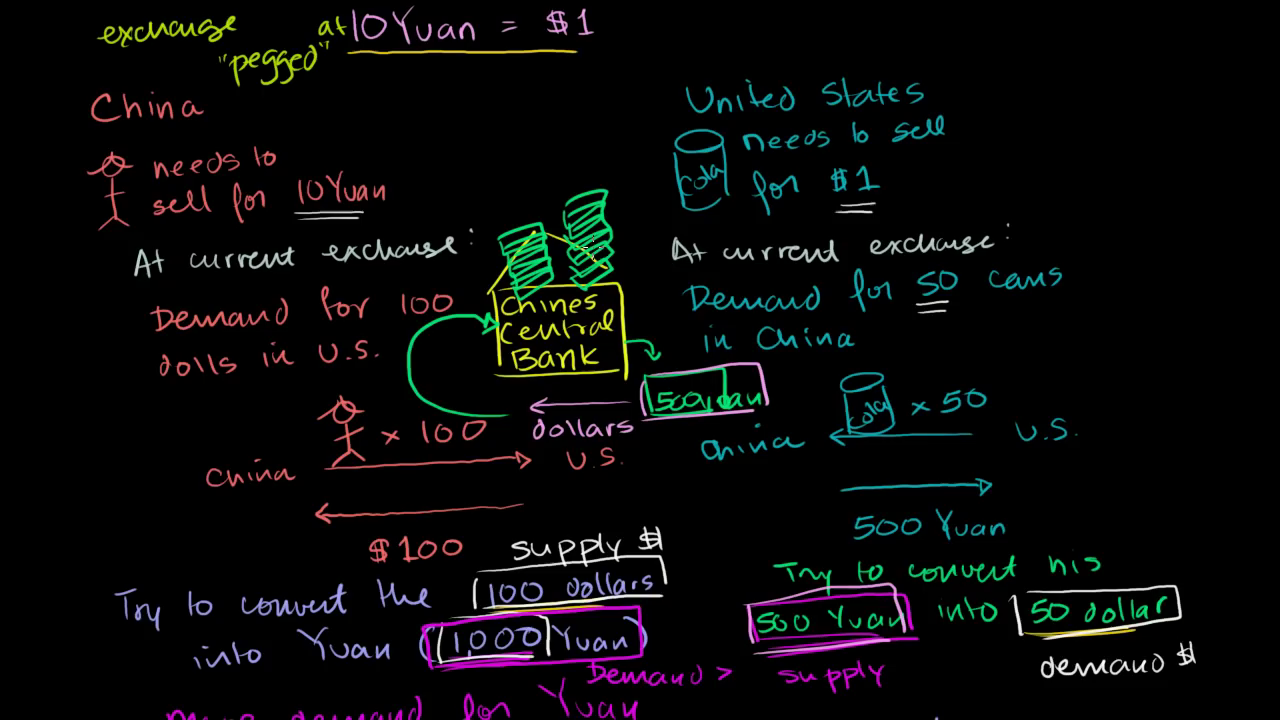 exchange "pegged" at 10 Yuan = $1
China
needs to
sell for 10 Yuan
At current exchange:
Demand for 100
dolls in U.S.
x 100
China
U.S.
$100
Chines
Central
Bank
dollars
500 yuan
United States
cola
needs to sell
for $1
At current exchange:
Demand for 50 cans
in China
cola
x 50
China
U.S.
500 Yuan
supply $
Try to convert the 100 dollars
into Yuan (1,000 Yuan)
Try to convert his
500 Yuan into 50 dollar
Demand > supply
demand $
more demand for Yuan